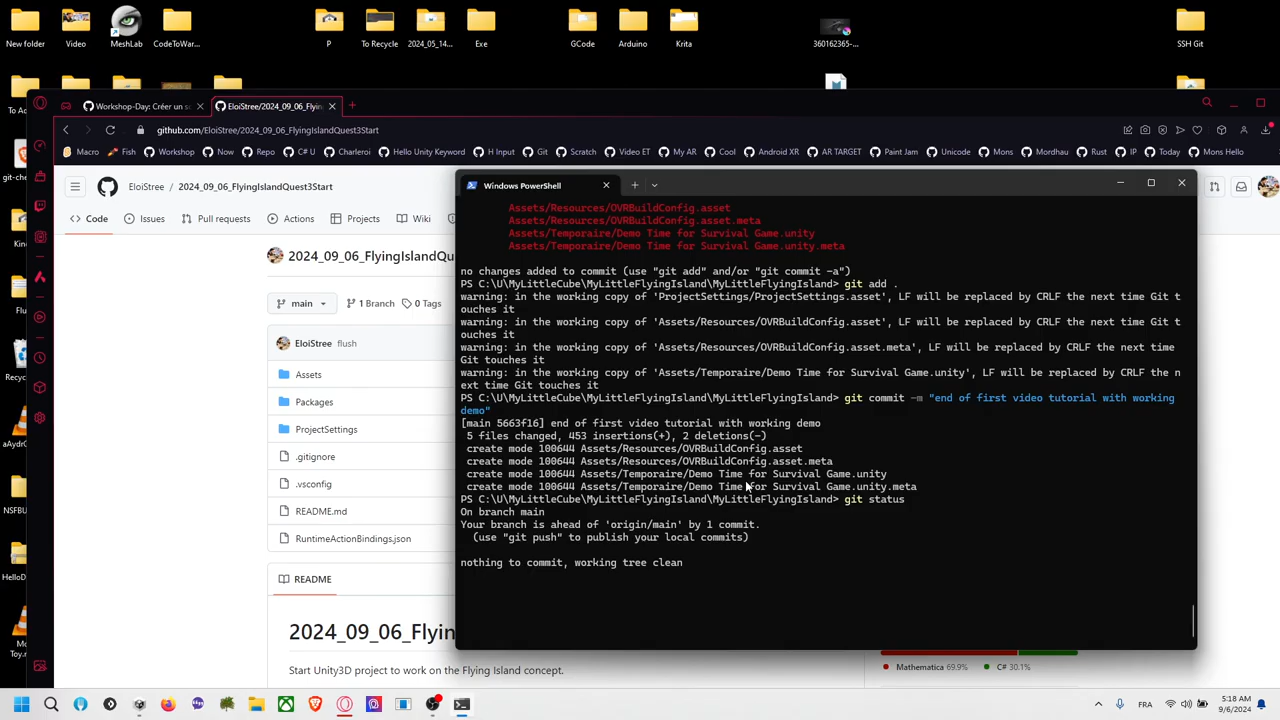 New folder
Video
MeshLab
CodeToWar...
P
To Recycle
2024_05_14...
Exe
GCode
Arduino
Krita
360162365-...
SSH Git
Workshop-Day: Créer un s
EloiStree/2024_09_06_Flyin
github.com/EloiStree/2024_09_06_FlyingIslandQuest3Start
Macro
Fish
Workshop
Now
Repo
C# U
Charleroi
Hello Unity Keyword
H Input
Git
Scratch
Video ET
My AR
Cool
Android XR
AR TARGET
Paint Jam
Unicode
Mons
Mordhau
Rust
IP
Today
Mons Hello
EloiStree / 2024_09_06_FlyingIslandQuest3Start
Code
Issues
Pull requests
Actions
Projects
Wiki
2024_09_06_FlyingIslandQ
main
1 Branch
0 Tags
EloiStree flush
Assets
Packages
ProjectSettings
.gitignore
.vsconfig
README.md
RuntimeActionBindings.json
README
2024_09_06_Flyin
Start Unity3D project to work on the Flying Island concept.
Mathematica 69.9%
C# 30.1%
Windows PowerShell
Assets/Resources/OVRBuildConfig.asset
Assets/Resources/OVRBuildConfig.asset.meta
Assets/Temporaire/Demo Time for Survival Game.unity
Assets/Temporaire/Demo Time for Survival Game.unity.meta
no changes added to commit (use "git add" and/or "git commit -a")
PS C:\U\MyLittleCube\MyLittleFlyingIsland\MyLittleFlyingIsland> git add .
warning: in the working copy of 'ProjectSettings/ProjectSettings.asset', LF will be replaced by CRLF the next time Git t
ouches it
warning: in the working copy of 'Assets/Resources/OVRBuildConfig.asset', LF will be replaced by CRLF the next time Git t
ouches it
warning: in the working copy of 'Assets/Resources/OVRBuildConfig.asset.meta', LF will be replaced by CRLF the next time
Git touches it
warning: in the working copy of 'Assets/Temporaire/Demo Time for Survival Game.unity', LF will be replaced by CRLF the n
ext time Git touches it
PS C:\U\MyLittleCube\MyLittleFlyingIsland\MyLittleFlyingIsland> git commit -m "end of first video tutorial with working
demo"
[main 5663f16] end of first video tutorial with working demo
5 files changed, 453 insertions(+), 2 deletions(-)
create mode 100644 Assets/Resources/OVRBuildConfig.asset
create mode 100644 Assets/Resources/OVRBuildConfig.asset.meta
create mode 100644 Assets/Temporaire/Demo Time for Survival Game.unity
create mode 100644 Assets/Temporaire/Demo Time for Survival Game.unity.meta
PS C:\U\MyLittleCube\MyLittleFlyingIsland\MyLittleFlyingIsland> git status
On branch main
Your branch is ahead of 'origin/main' by 1 commit.
(use "git push" to publish your local commits)
nothing to commit, working tree clean
FRA
5:18 AM
9/6/2024